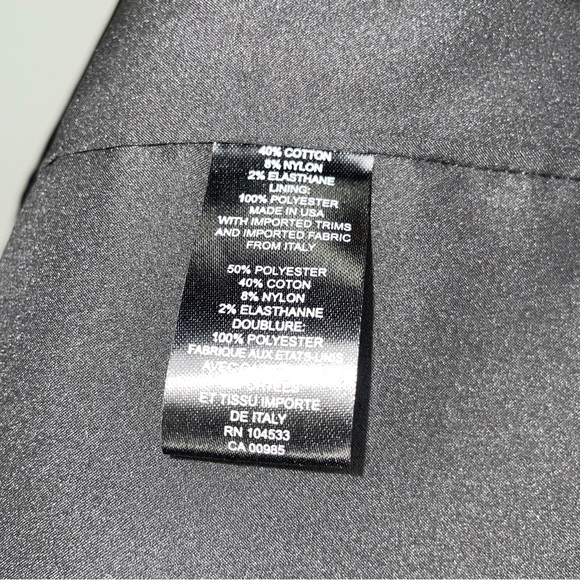 40% COTTON
8% NYLON
2% ELASTHANE
LINING:
100% POLYESTER
MADE IN USA
WITH IMPORTED TRIMS
AND IMPORTED FABRIC
FROM ITALY
50% POLYESTER
40% COTON
8% NYLON
2% ELASTHANNE
DOUBLURE:
100% POLYESTER
FABRIQUE AUX ETATS-UNIS
AVEC
ET TISSU IMPORTE
DE ITALY
RN 104533
CA 00985